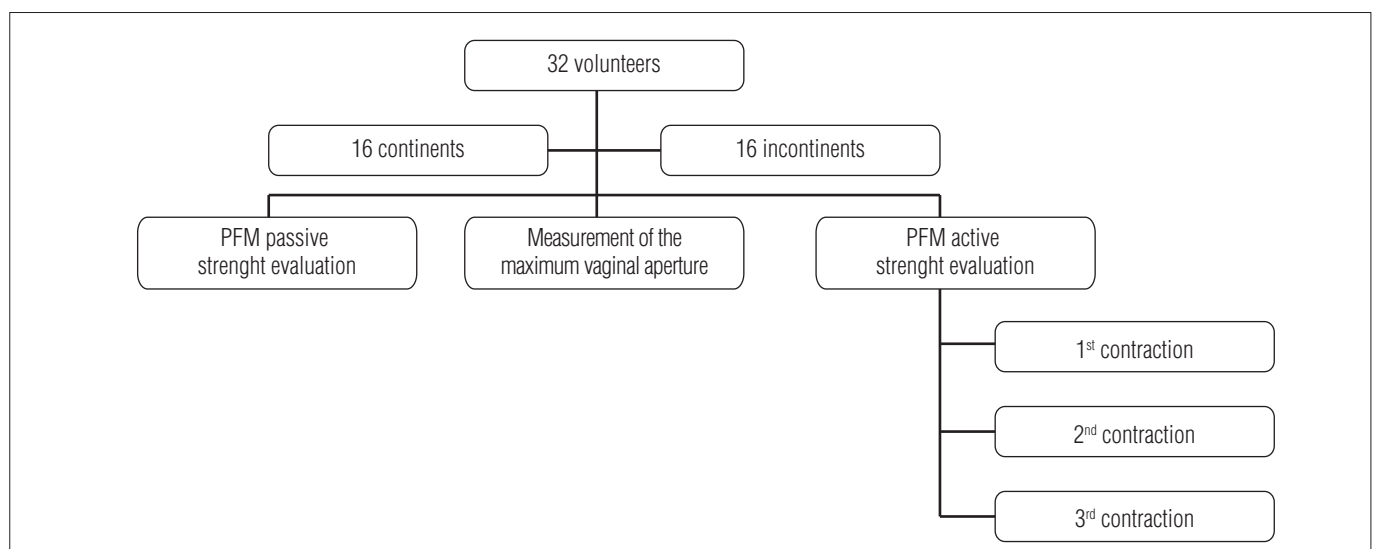 32 volunteers
16 continents
16 incontinents
PFM passive
strenght evaluation
Measurement of the
maximum vaginal aperture
PFM active
strenght evaluation
1st contraction
2nd contraction
3rd contraction